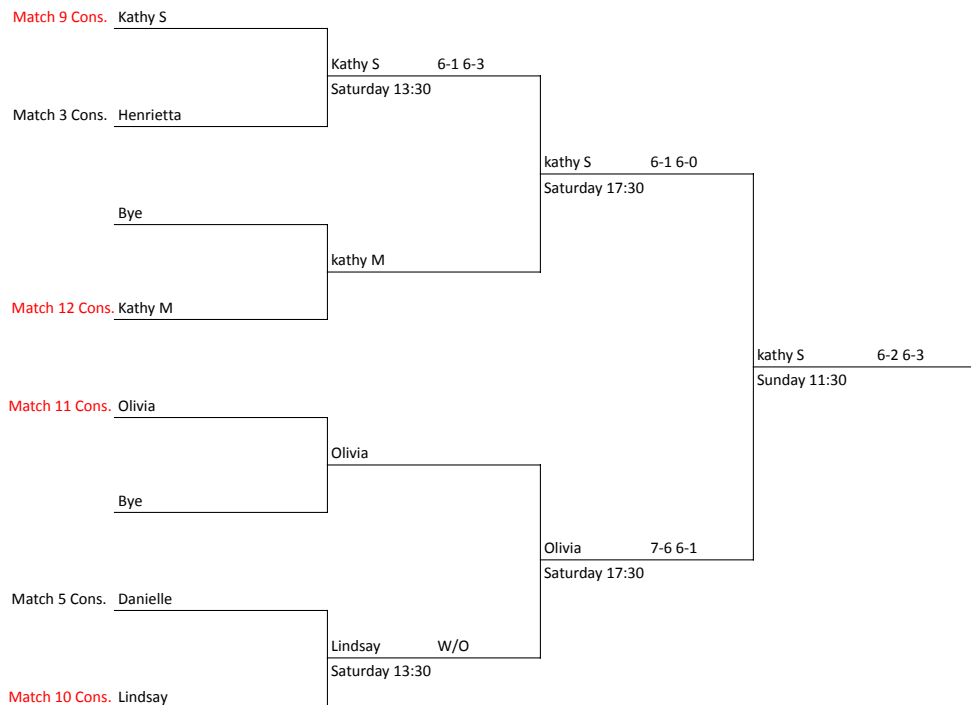 Match 9 Cons. Kathy S
Kathy S 6-1 6-3
Saturday 13:30
Match 3 Cons. Henrietta
kathy S 6-1 6-0
Saturday 17:30
Bye
kathy M
Match 12 Cons. Kathy M
kathy S 6-2 6-3
Sunday 11:30
Match 11 Cons. Olivia
Olivia
Bye
Olivia 7-6 6-1
Saturday 17:30
Match 5 Cons. Danielle
Lindsay W/O
Saturday 13:30
Match 10 Cons. Lindsay